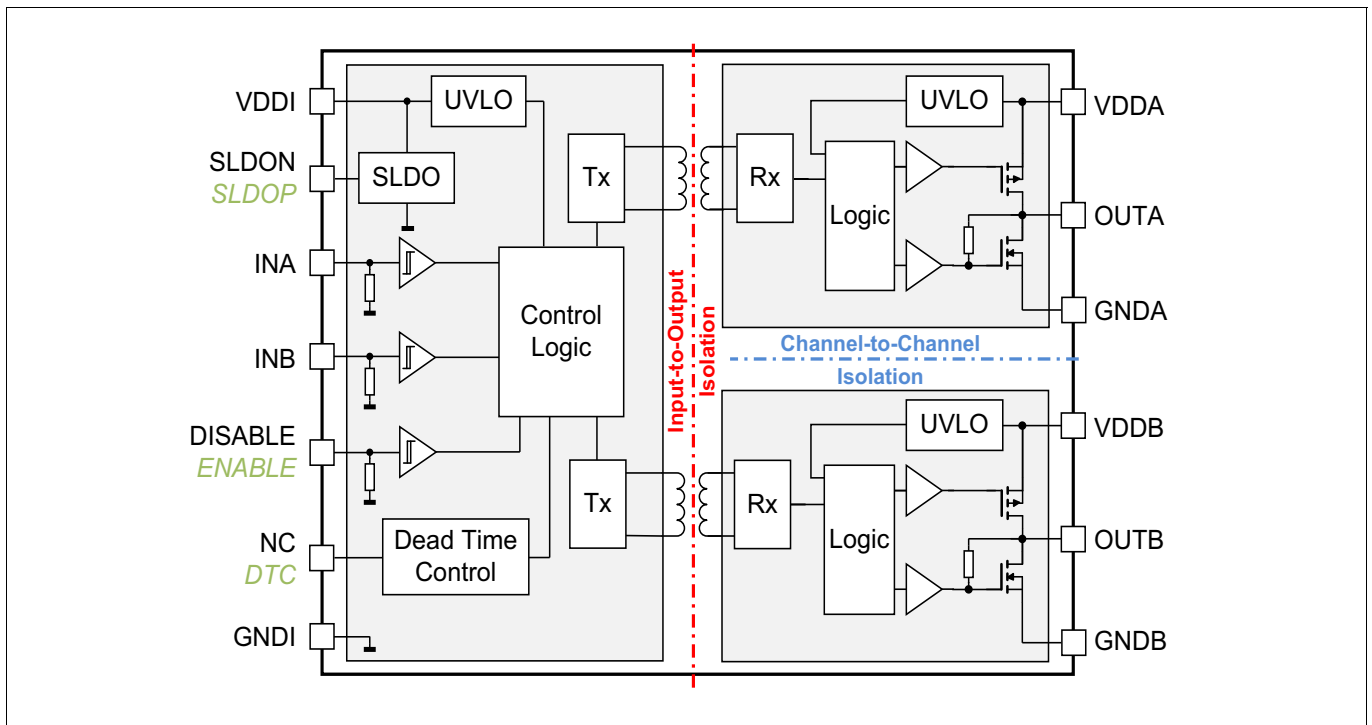 VDDI
SLDON
SLDOP
INA
INB
DISABLE
ENABLE
NC
DTC
GNDI
UVLO
SLDO
Tx
Control
Logic
Tx
Dead Time
Control
Input-to-Output
Isolation
UVLO
Rx
Logic
Channel-to-Channel
Isolation
UVLO
Rx
Logic
VDDA
OUTA
GNDA
VDDB
OUTB
GNDB